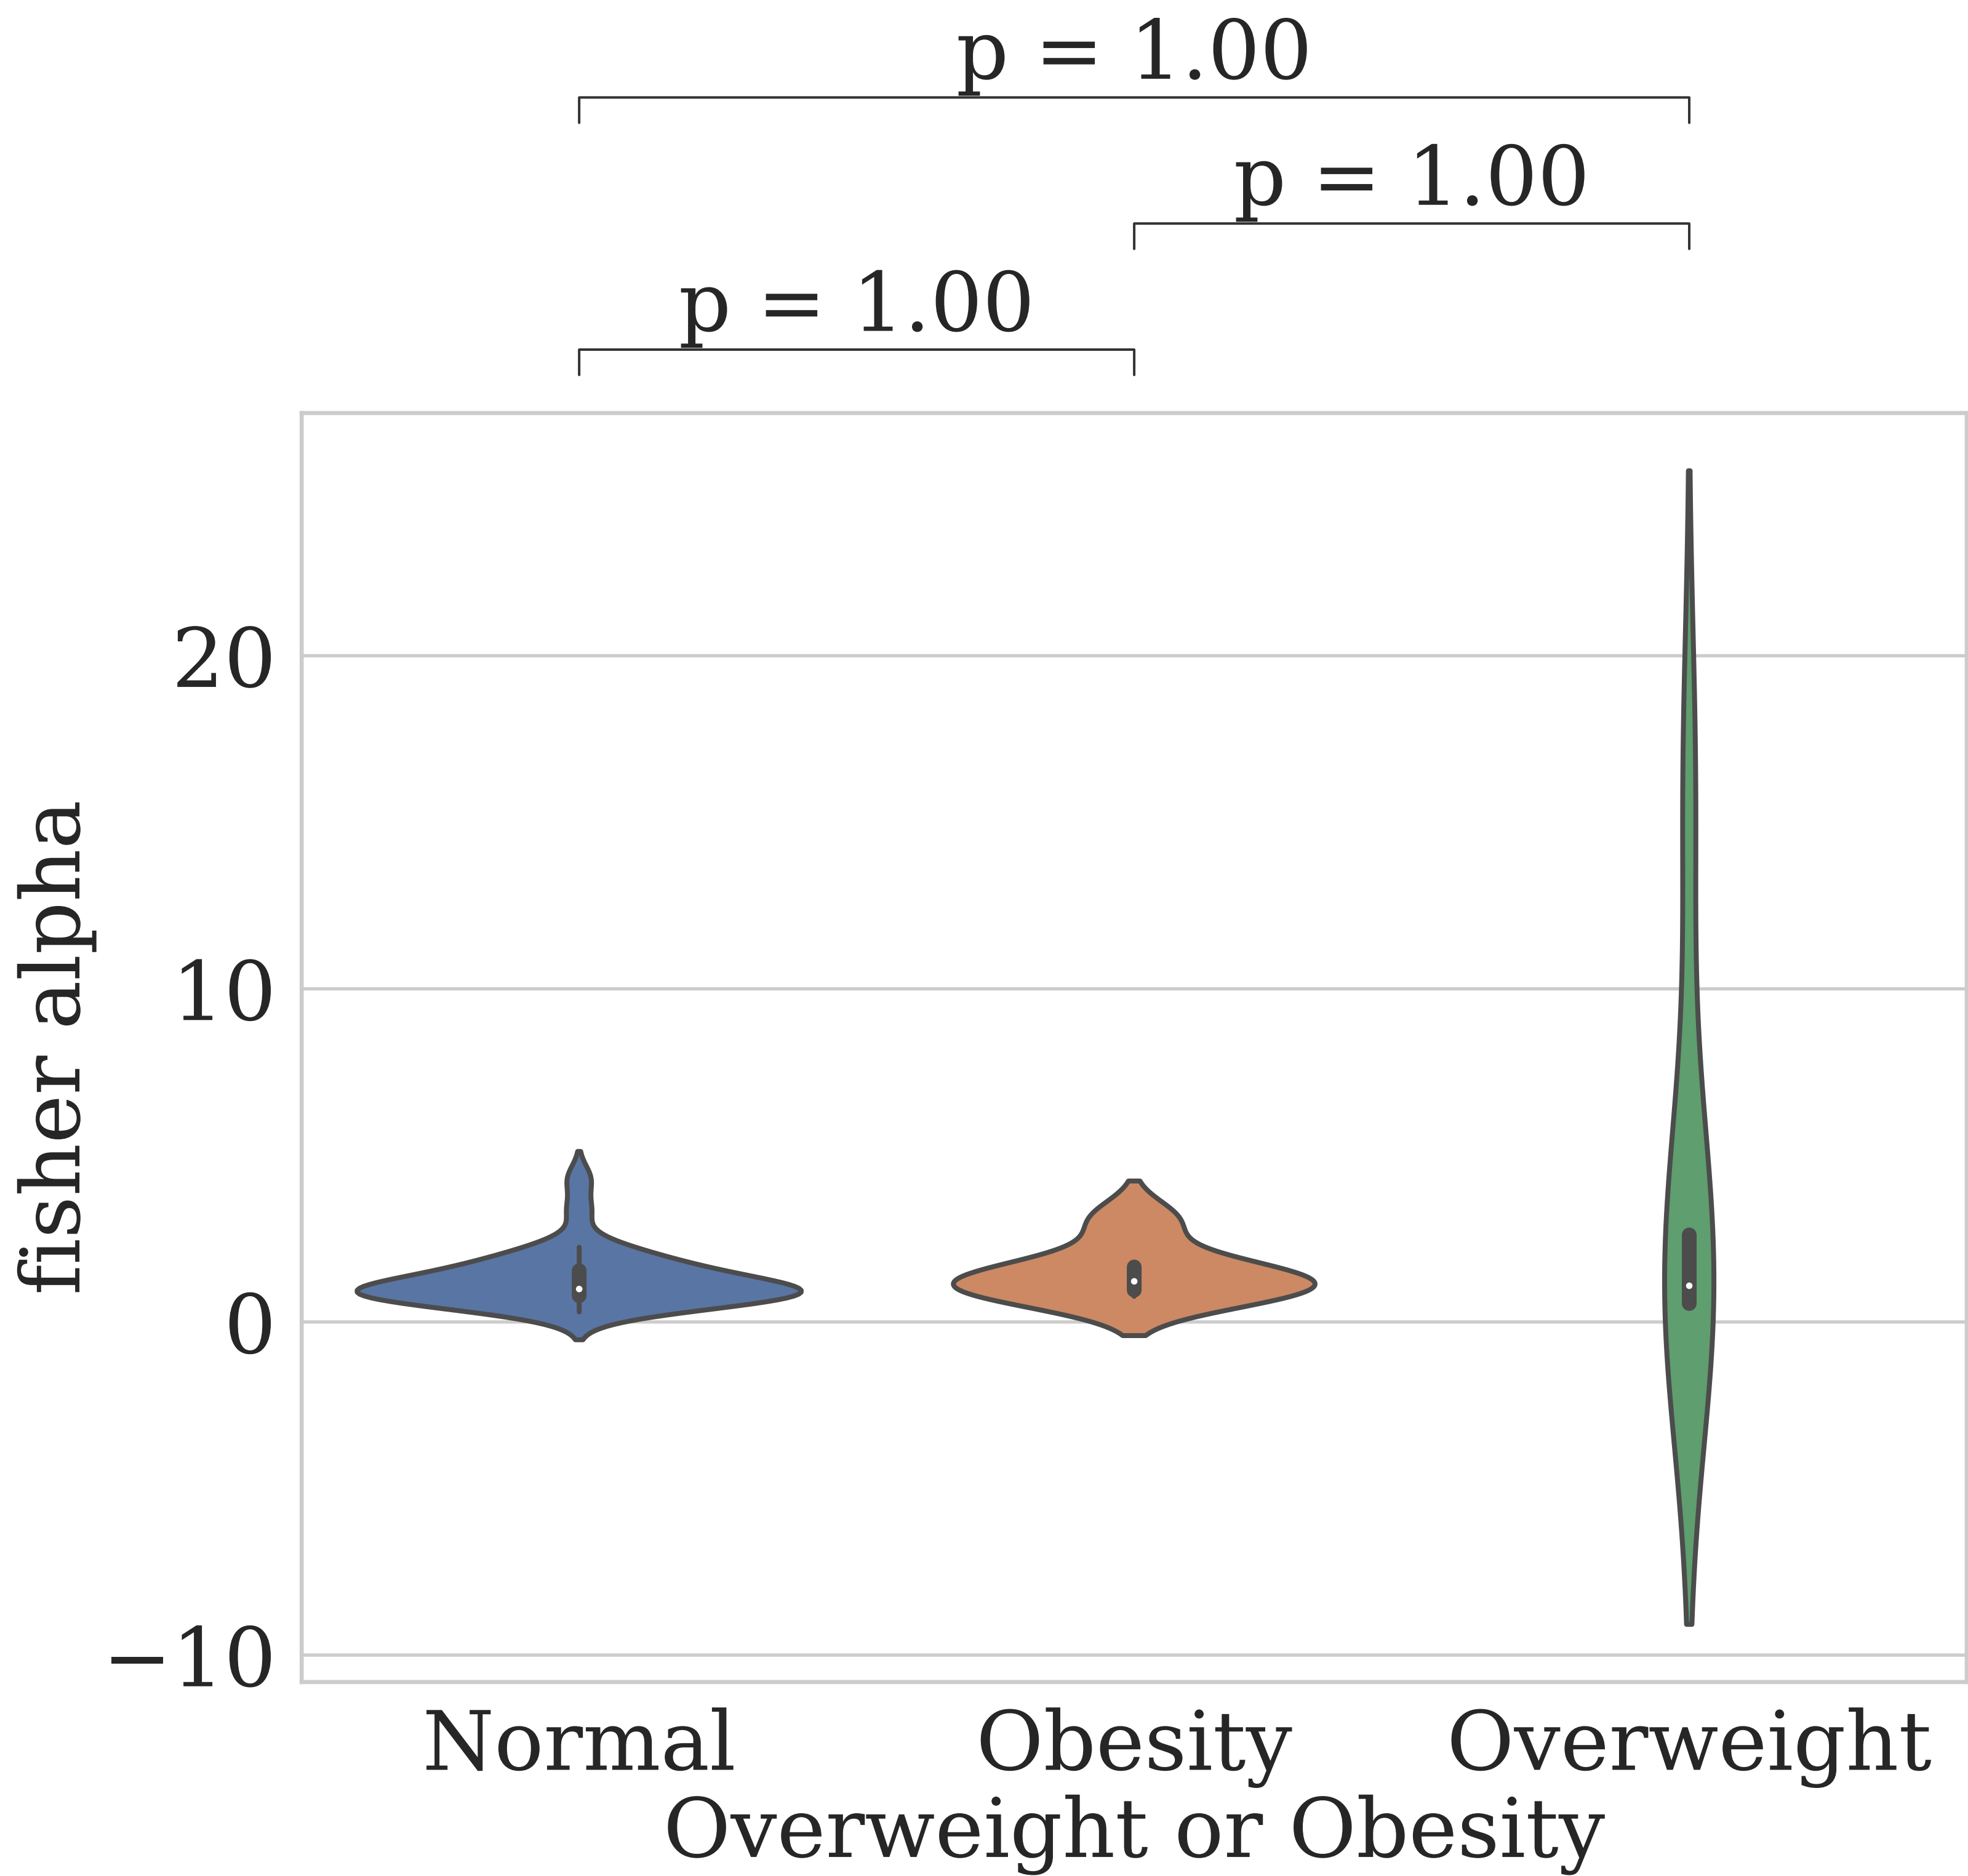 p = 1.00
p = 1.00
p = 1.00
20
10
0
−10
fisher alpha
Normal
Obesity
Overweight
Overweight or Obesity